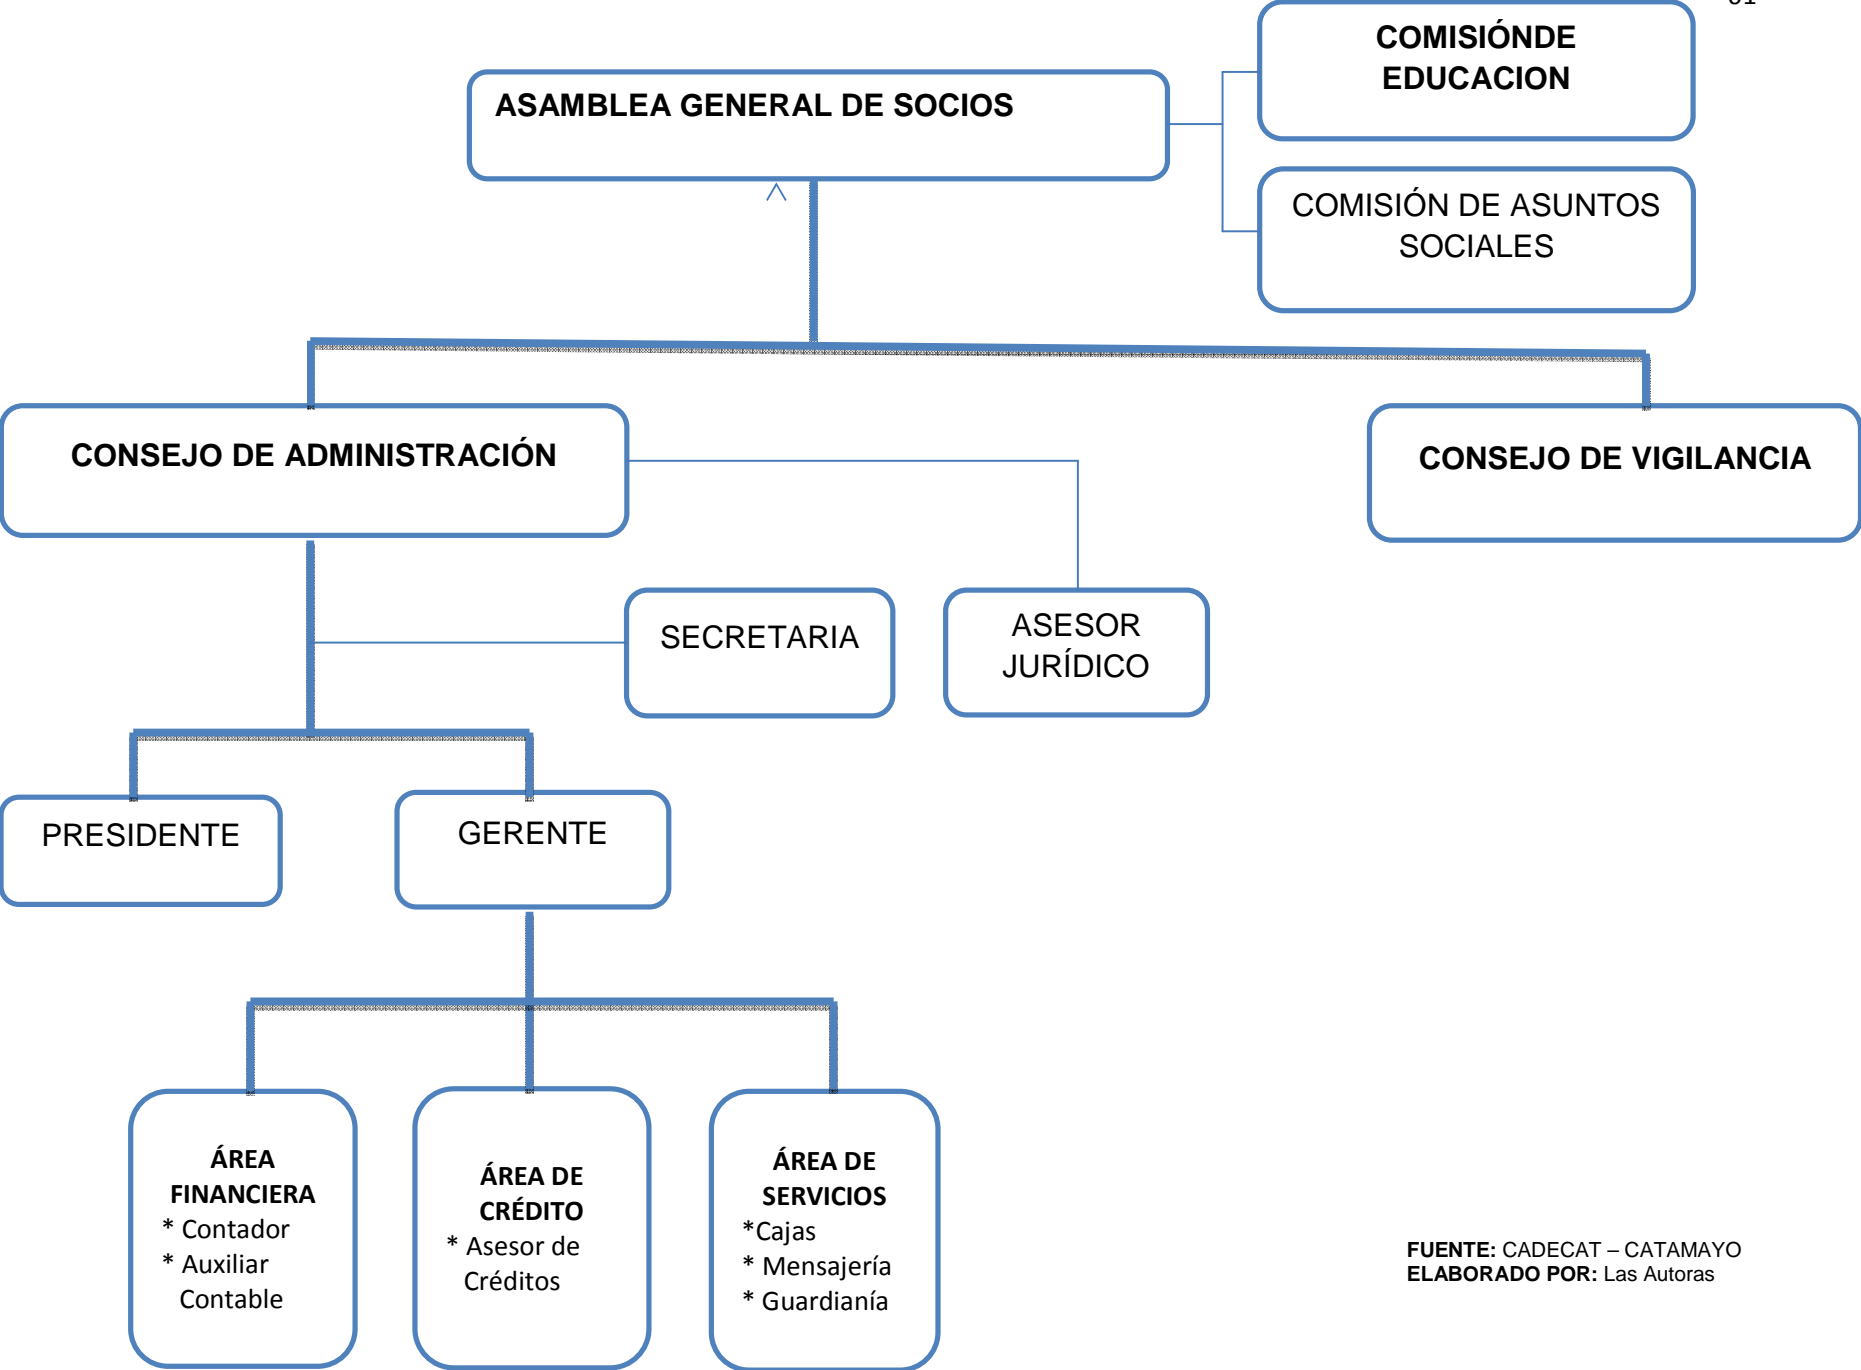 COMISIÓNDE
EDUCACION
ASAMBLEA GENERAL DE SOCIOS
COMISIÓN DE ASUNTOS
SOCIALES
CONSEJO DE ADMINISTRACIÓN
CONSEJO DE VIGILANCIA
SECRETARIA
ASESOR
JURÍDICO
PRESIDENTE
GERENTE
ÁREA
FINANCIERA
* Contador
* Auxiliar
Contable
ÁREA DE
CRÉDITO
* Asesor de
Créditos
ÁREA DE
SERVICIOS
*Cajas
* Mensajería
* Guardianía
FUENTE: CADECAT – CATAMAYO
ELABORADO POR: Las Autoras